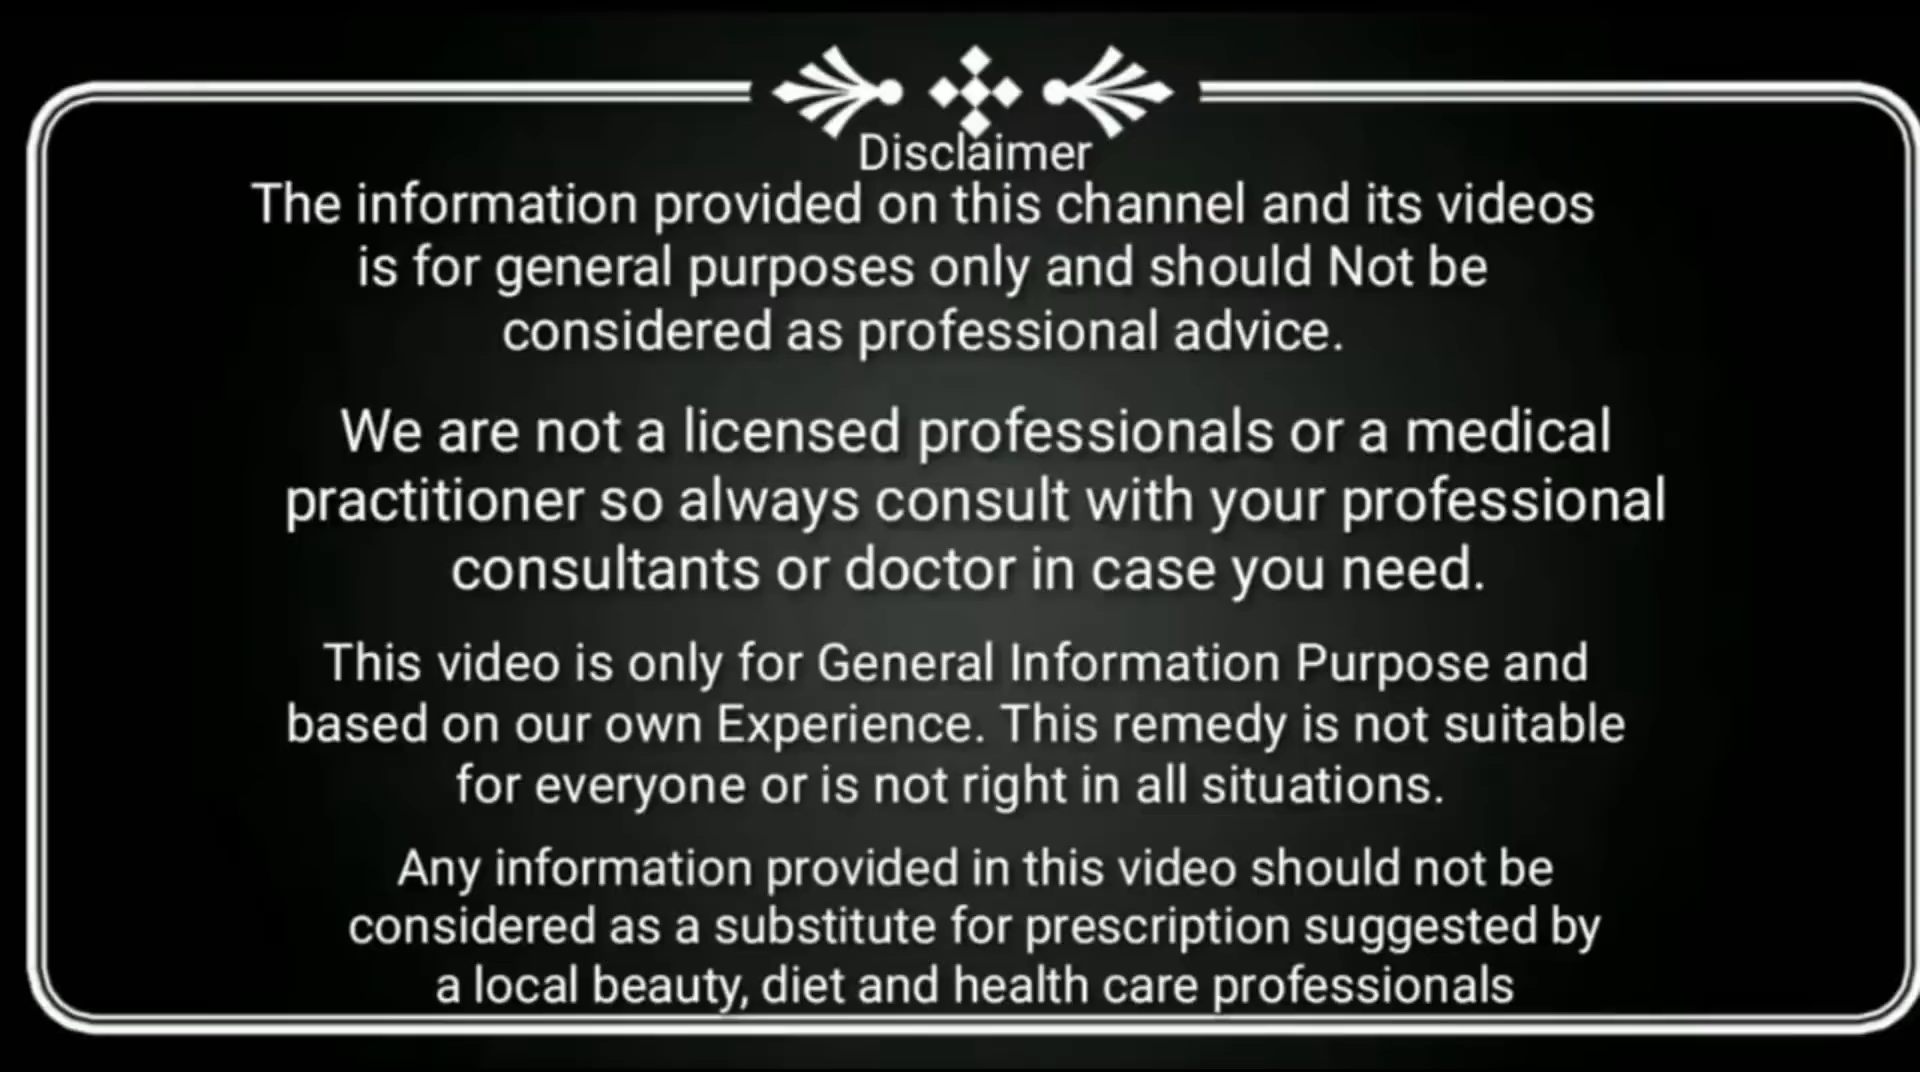 Disclaimer
The information provided on this channel and its videos
is for general purposes only and should Not be
considered as professional advice.
We are not a licensed professionals or a medical
practitioner so always consult with your professional
consultants or doctor in case you need.
This video is only for General Information Purpose and
based on our own Experience. This remedy is not suitable
for everyone or is not right in all situations.
Any information provided in this video should not be
considered as a substitute for prescription suggested by
a local beauty, diet and health care professionals